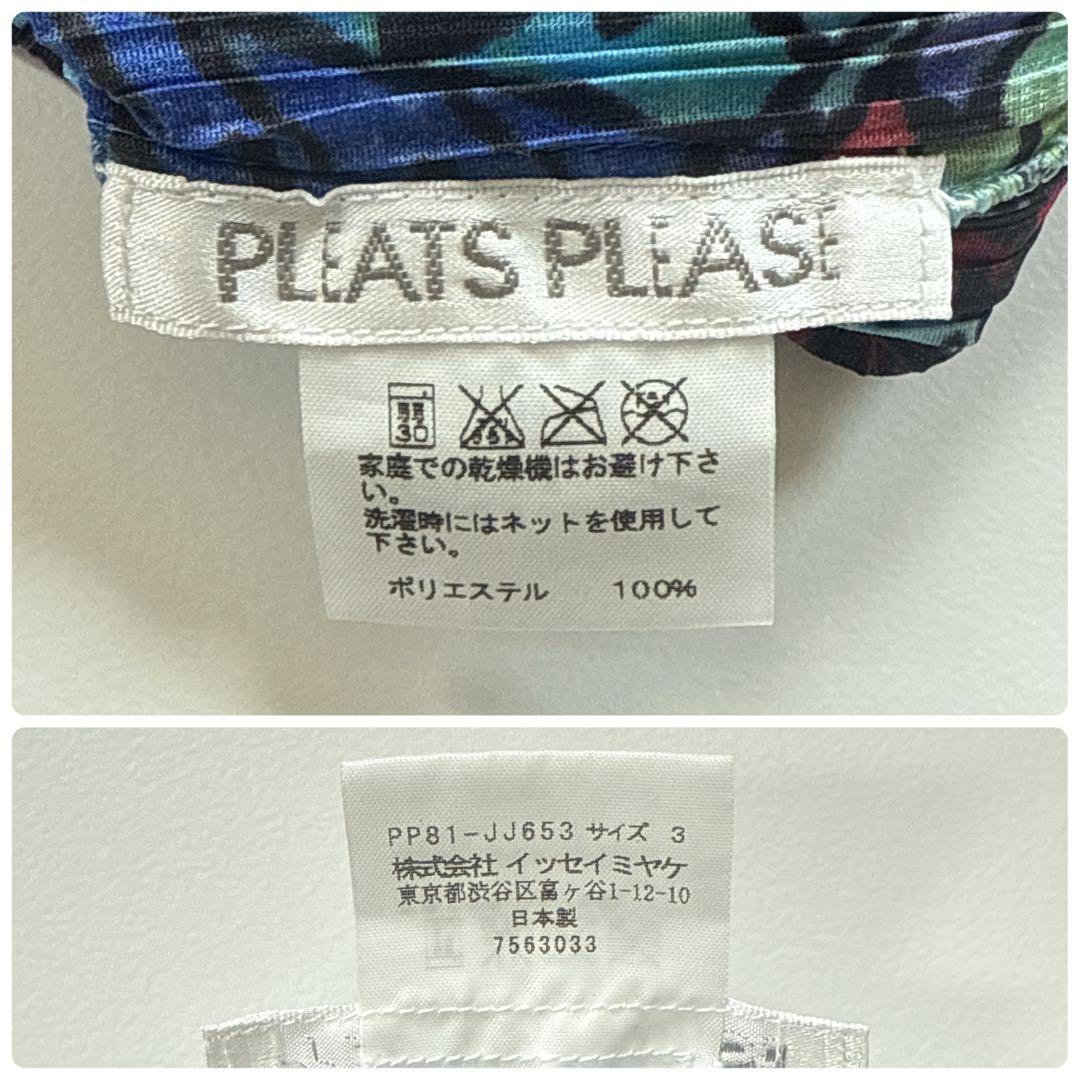 PLEATS PLEASE
弱
30
家庭での乾燥機はお避け下さ
い。
洗濯時にはネットを使用して
下さい。
ポリエステル 100%
PP81-JJ653 サイズ 3
株式会社 イッセイミヤケ
東京都渋谷区富ヶ谷1-12-10
日本製
7563033